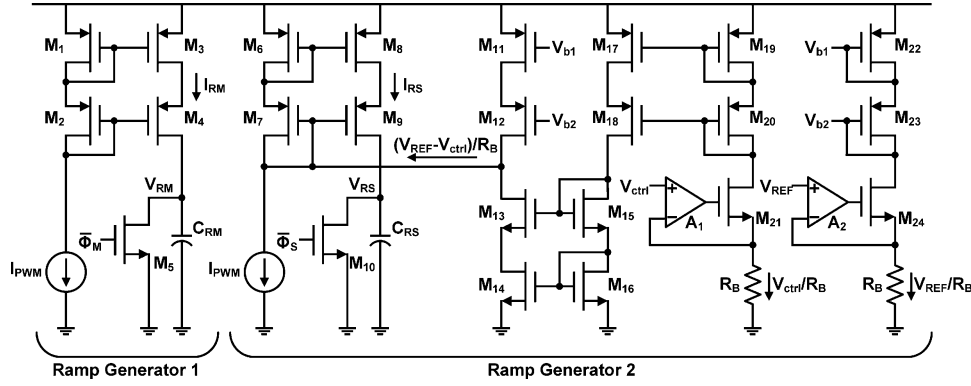 M1 M3 M6 M8 M11 Vb1 M17 M19 Vb1 M22
IRM IRS
M2 M4 M7 M9 M12 Vb2 M18 M20 Vb2 M23
(VREF-Vctrl)/RB
VRM VRS Vctrl + − A1 VREF + − A2
M13 M15 M21 M24
Φ̅M M5 CRM Φ̅S M10 CRS
IPWM IPWM M14 M16 RB Vctrl/RB RB VREF/RB
Ramp Generator 1 Ramp Generator 2